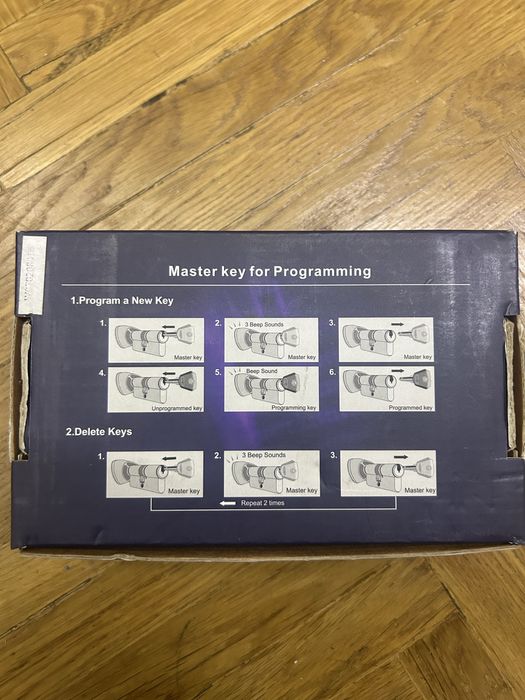 Master key for Programming
1.Program a New Key
1.
Master key
2.
3 Beep Sounds
Master key
3.
Master key
4.
Unprogrammed key
5.
Beep Sound
Programming key
6.
Programmed key
2.Delete Keys
1.
Master key
2.
3 Beep Sounds
Master key
3.
Master key
Repeat 2 times